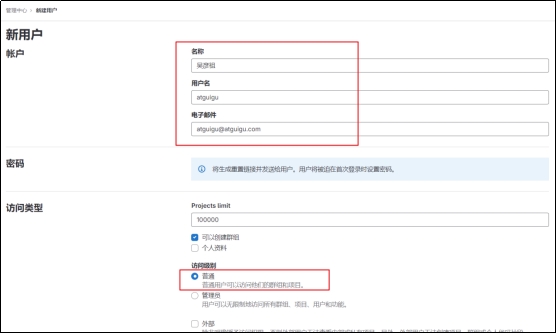 管理中心 › 新建用户
新用户
帐户
名称
吴彦祖
用户名
atguigu
电子邮件
atguigu@atguigu.com
密码
将生成重置链接并发送给用户。用户将被迫在首次登录时设置密码。
访问类型
Projects limit
100000
可以创建群组
个人资料
访问级别
普通
普通用户可以访问他们的群组和项目。
管理员
用户可以无限制地访问所有群组、项目、用户和功能。
外部